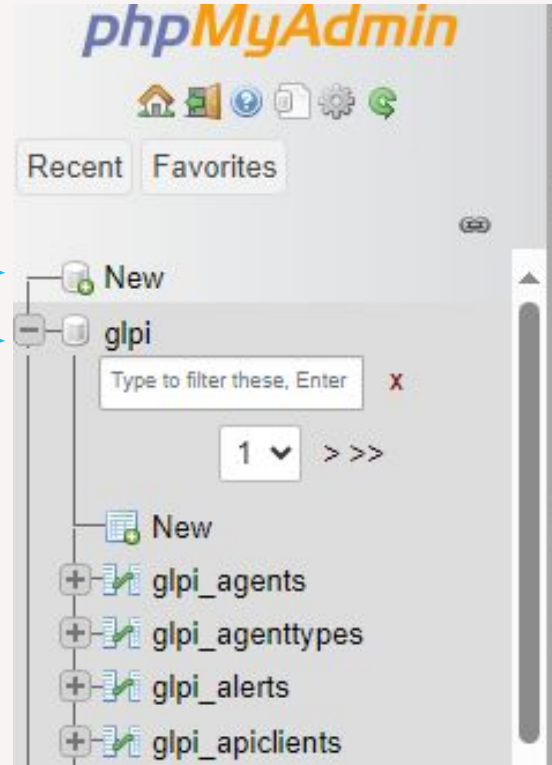 phpMyAdmin
Recent Favorites
New
glpi
Type to filter these, Enter X
1 > >>
New
glpi_agents
glpi_agenttypes
glpi_alerts
glpi_apiclients